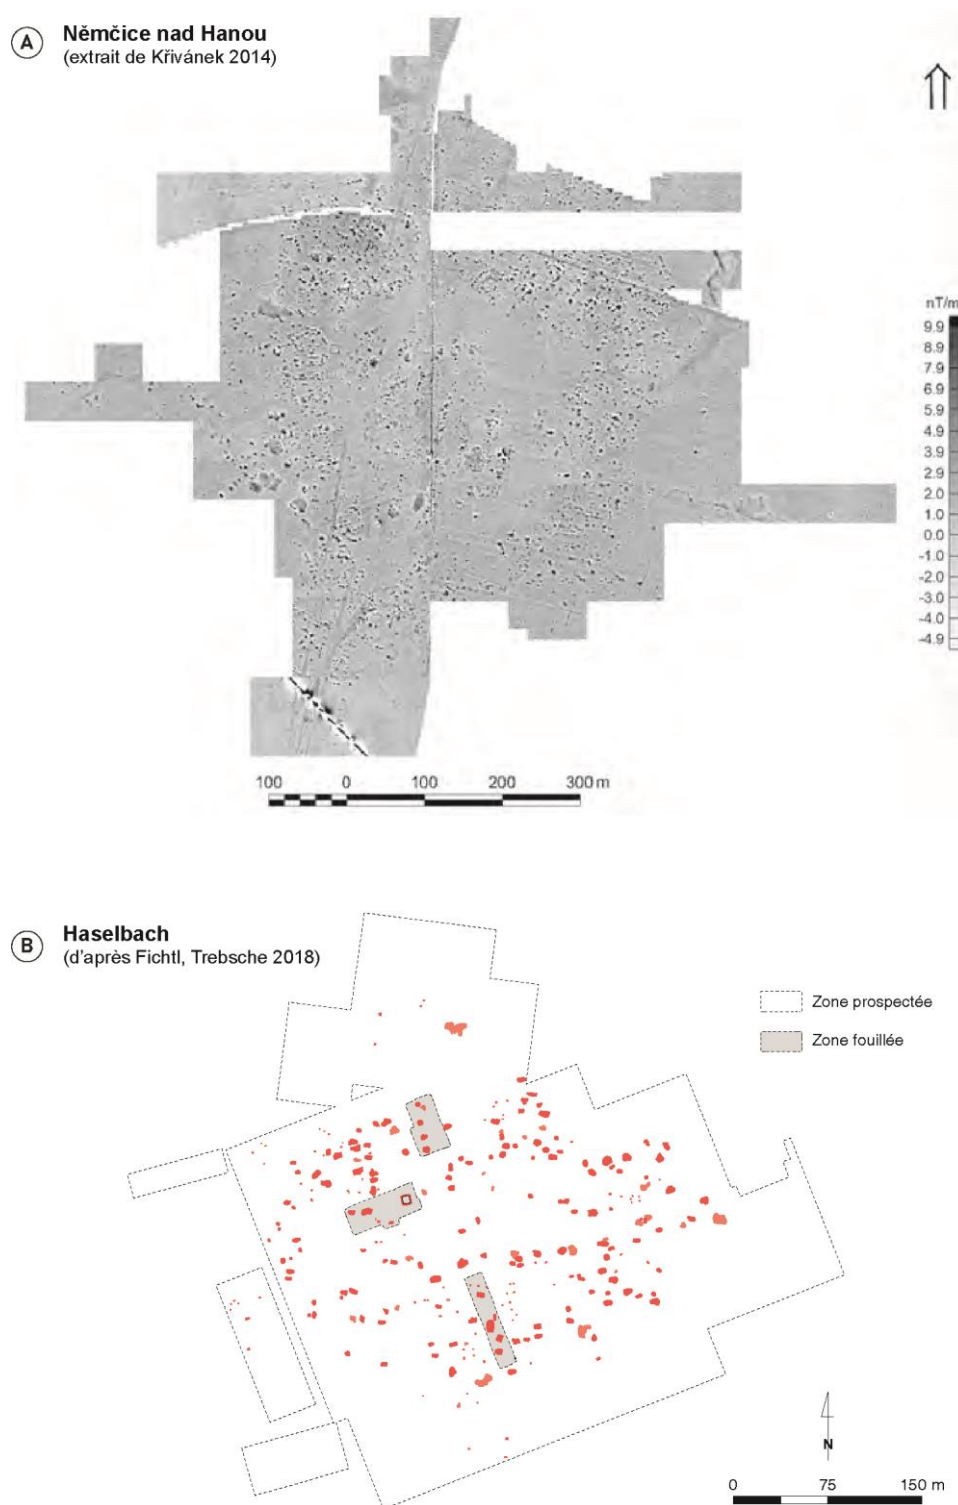 A
Němčice nad Hanou
(extrait de Křivánek 2014)
nT/m
9.9
8.9
7.9
6.9
5.9
4.9
3.9
2.9
2.0
1.0
0.0
-1.0
-2.0
-3.0
-4.0
-4.9
100 0 100 200 300 m
B
Haselbach
(d'après Fichtl, Trebsche 2018)
Zone prospectée
Zone fouillée
N
0 75 150 m